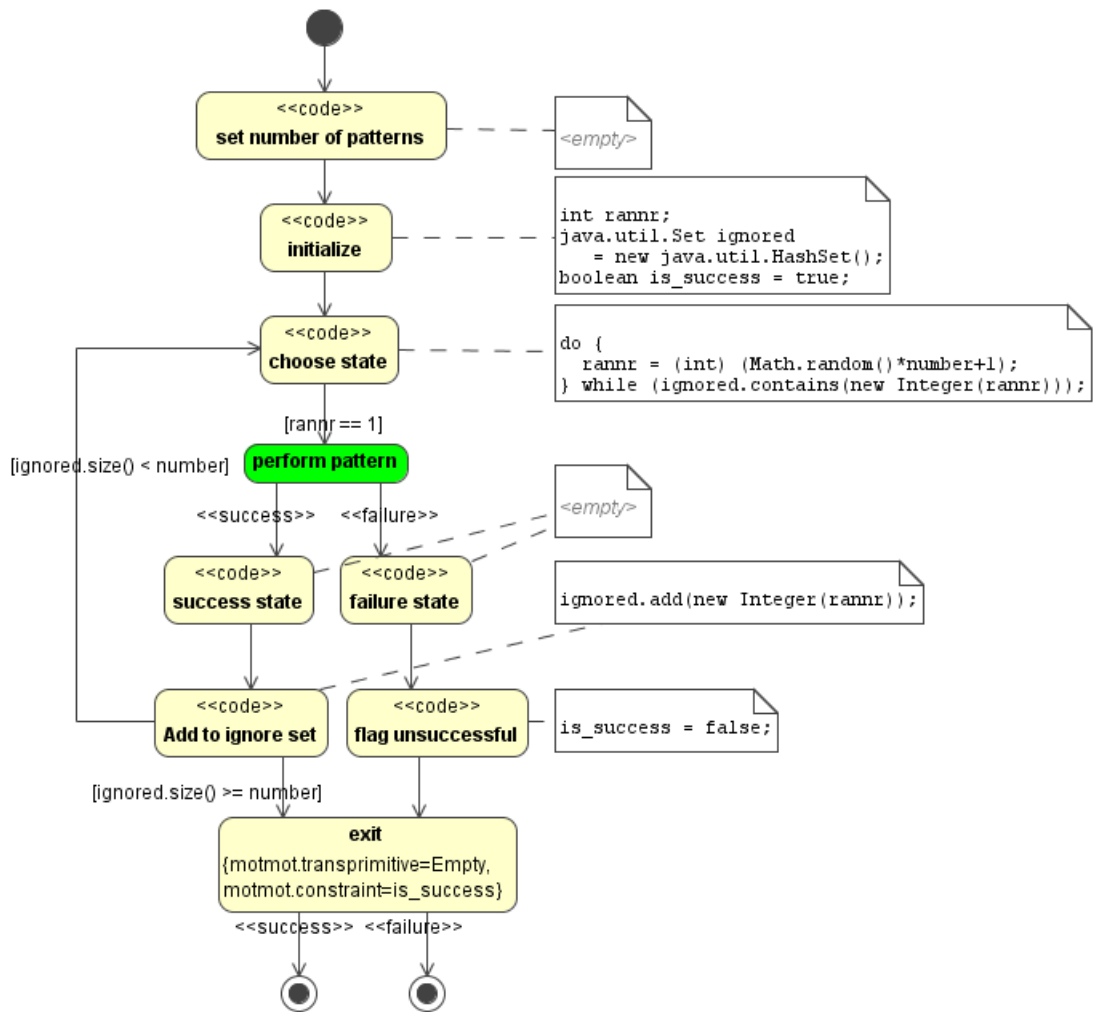 <<code>>
set number of patterns
<empty>
<<code>>
initialize
int rannr;
java.util.Set ignored
= new java.util.HashSet();
boolean is_success = true;
<<code>>
choose state
do {
rannr = (int) (Math.random()*number+1);
} while (ignored.contains(new Integer(rannr)));
[rannr == 1]
[ignored.size() < number]
perform pattern
<<success>>
<<failure>>
<empty>
<<code>>
success state
<<code>>
failure state
ignored.add(new Integer(rannr));
<<code>>
Add to ignore set
<<code>>
flag unsuccessful
is_success = false;
[ignored.size() >= number]
exit
{motmot.transprimitive=Empty,
motmot.constraint=is_success}
<<success>>
<<failure>>